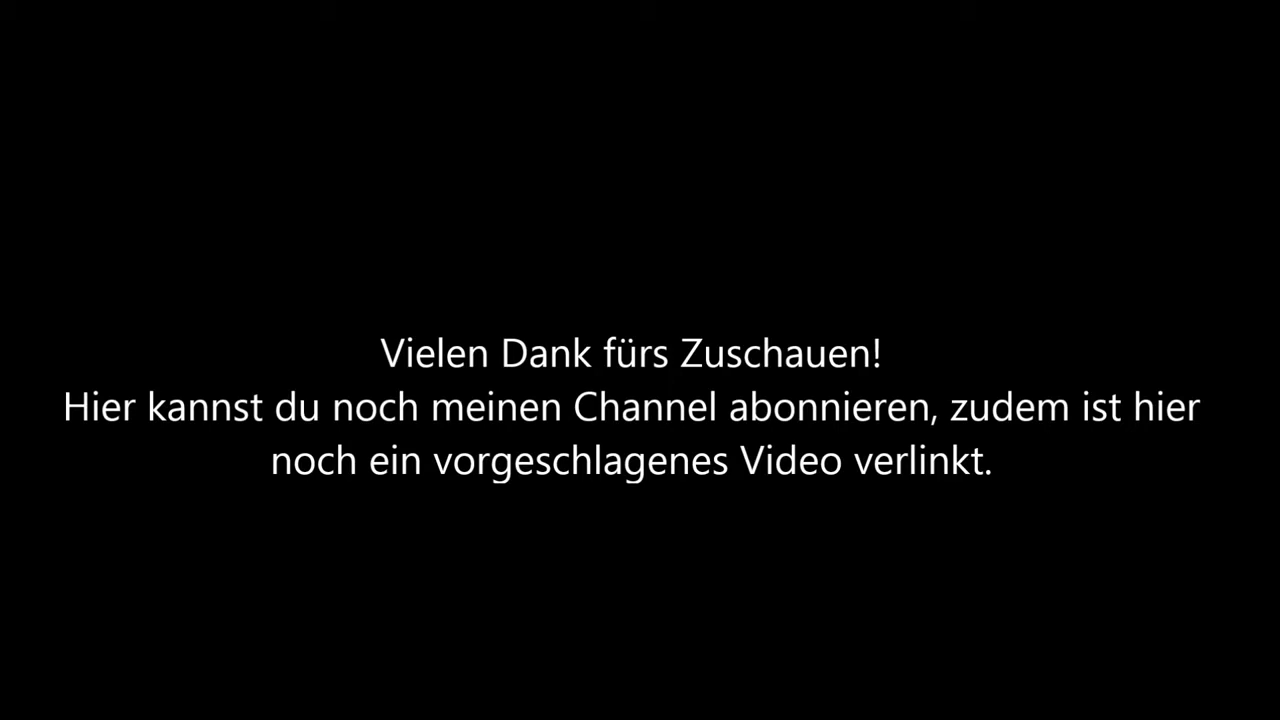 Vielen Dank fürs Zuschauen!
Hier kannst du noch meinen Channel abonnieren, zudem ist hier
noch ein vorgeschlagenes Video verlinkt.